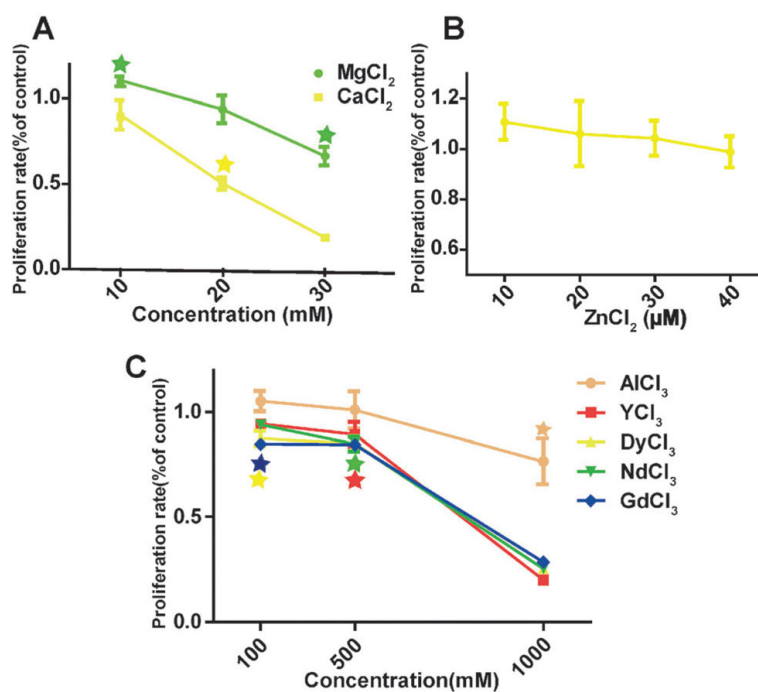 A
Proliferation rate(%of control)
1.0
0.5
0.0
10
20
30
Concentration (mM)
MgCl₂
CaCl₂
B
Proliferation rate(%of control)
1.2
1.0
0.8
0.6
10
20
30
40
ZnCl₂ (µM)
C
Proliferation rate(%of control)
1.0
0.5
0.0
100
500
1000
Concentration(mM)
AlCl₃
YCl₃
DyCl₃
NdCl₃
GdCl₃